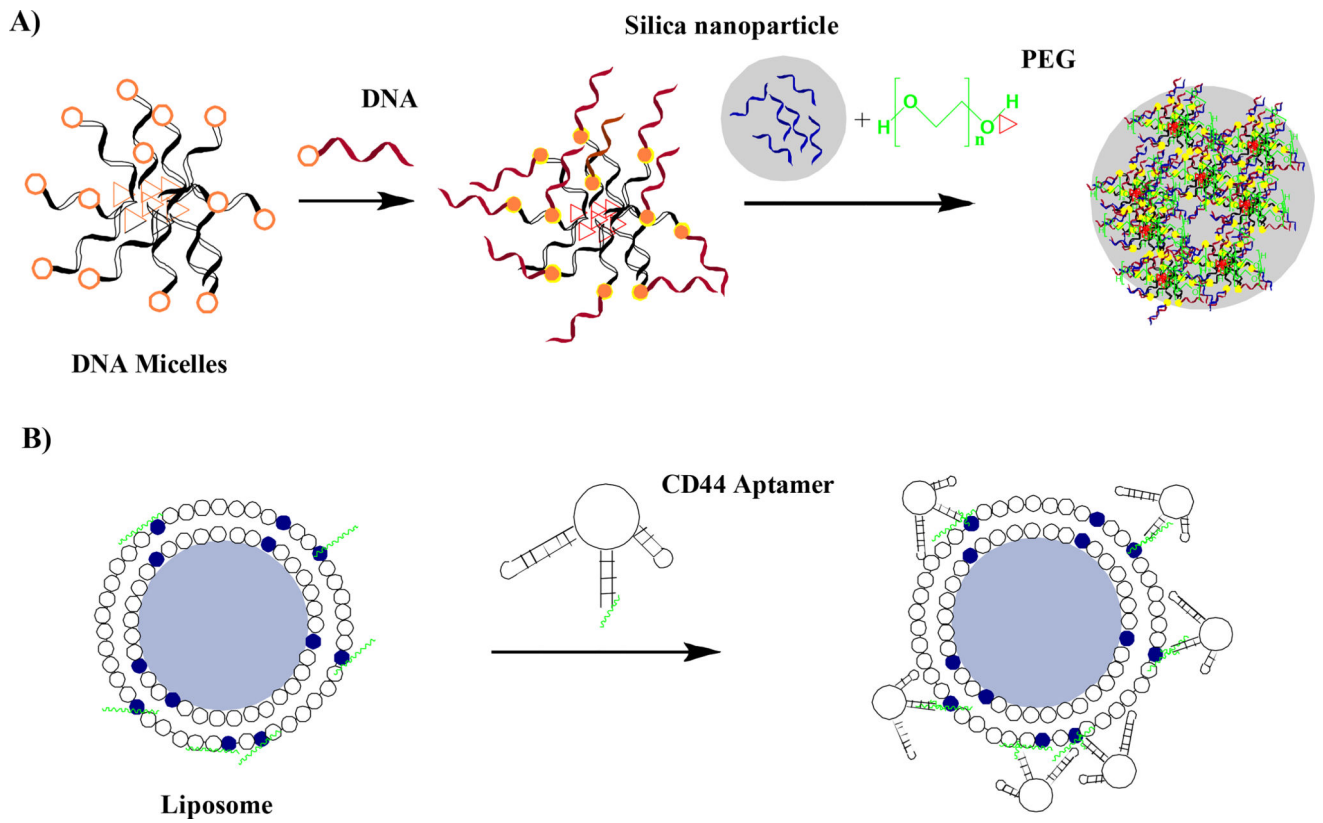 A)
Silica nanoparticle
PEG
DNA
H
O
n
O
H
+
DNA Micelles
B)
CD44 Aptamer
Liposome